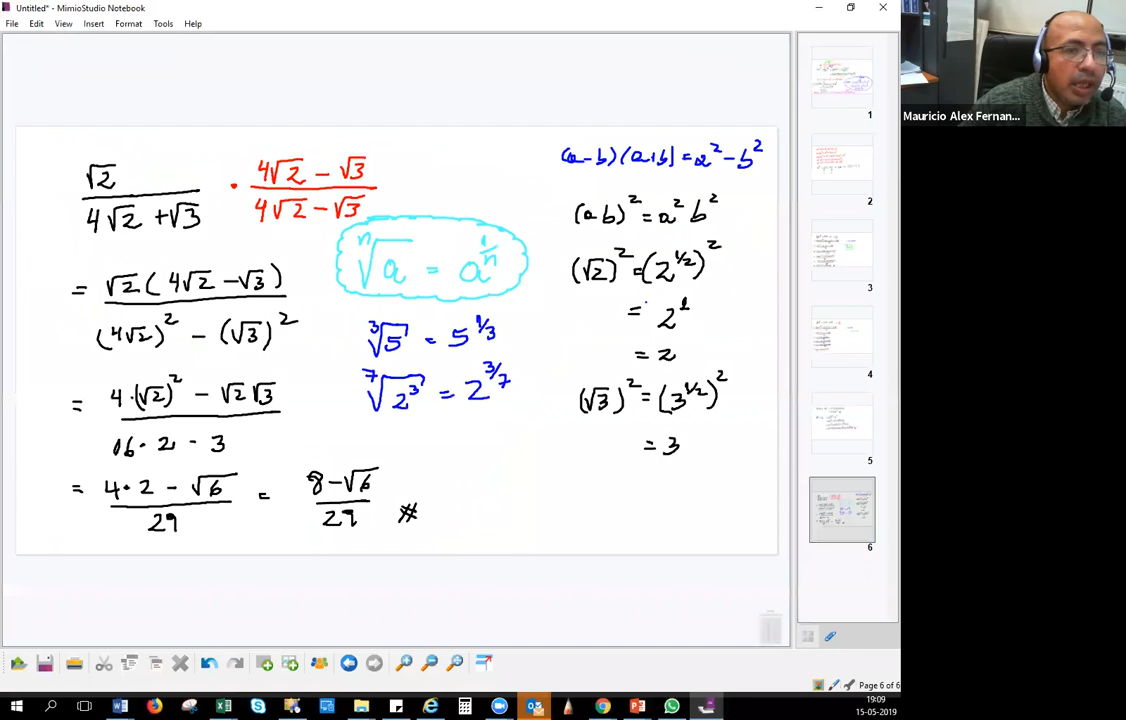 Untitled* - MimioStudio Notebook
File Edit View Insert Format Tools Help
√2 / (4√2 + √3) · (4√2 − √3) / (4√2 − √3)
= √2 (4√2 − √3) / ((4√2)² − (√3)²)
= (4·(√2)² − √2 √3) / (16·2 − 3)
= (4·2 − √6) / 29 = (8 − √6) / 29 #
ⁿ√a = a^(1/n)
³√5 = 5^(1/3)
⁷√(2³) = 2^(3/7)
(a−b)(a+b) = a² − b²
(ab)² = a² b²
(√2)² = (2^(1/2))²
= 2¹
= 2
(√3)² = (3^(1/2))²
= 3
1
2
3
4
5
6
Mauricio Alex Fernan...
Page 6 of 6
19:09
15-05-2019